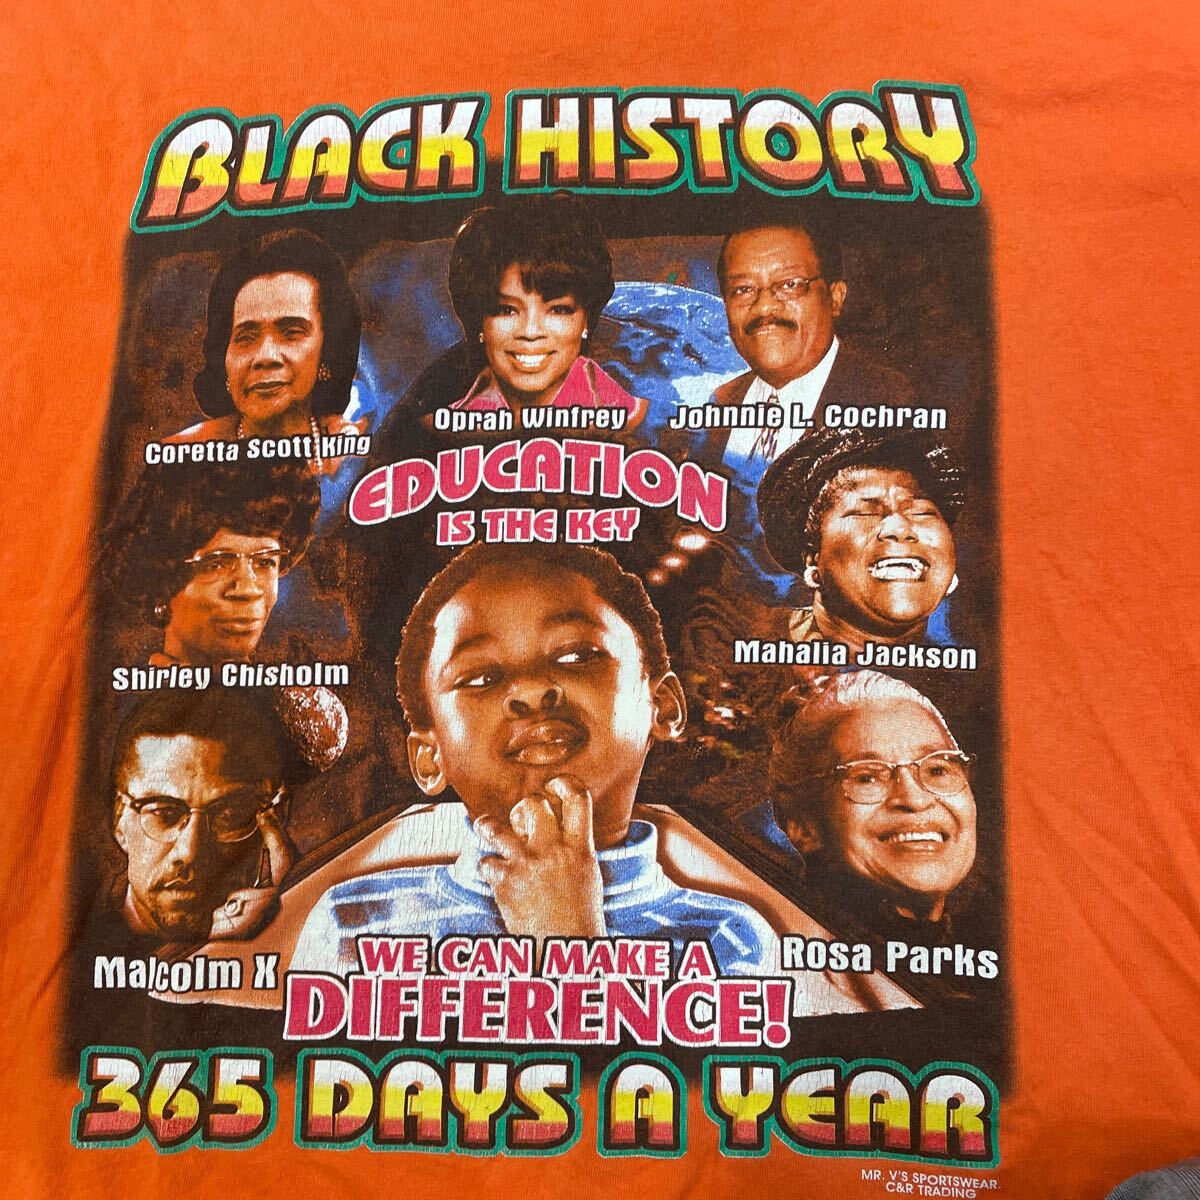 BLACK HISTORY
Oprah Winfrey
Johnnie L. Cochran
Coretta Scott King
EDUCATION
IS THE KEY
Shirley Chisholm
Mahalia Jackson
Malcolm X
Rosa Parks
WE CAN MAKE A
DIFFERENCE!
365 DAYS A YEAR
MR. V'S SPORTSWEAR.
C&R TRADING